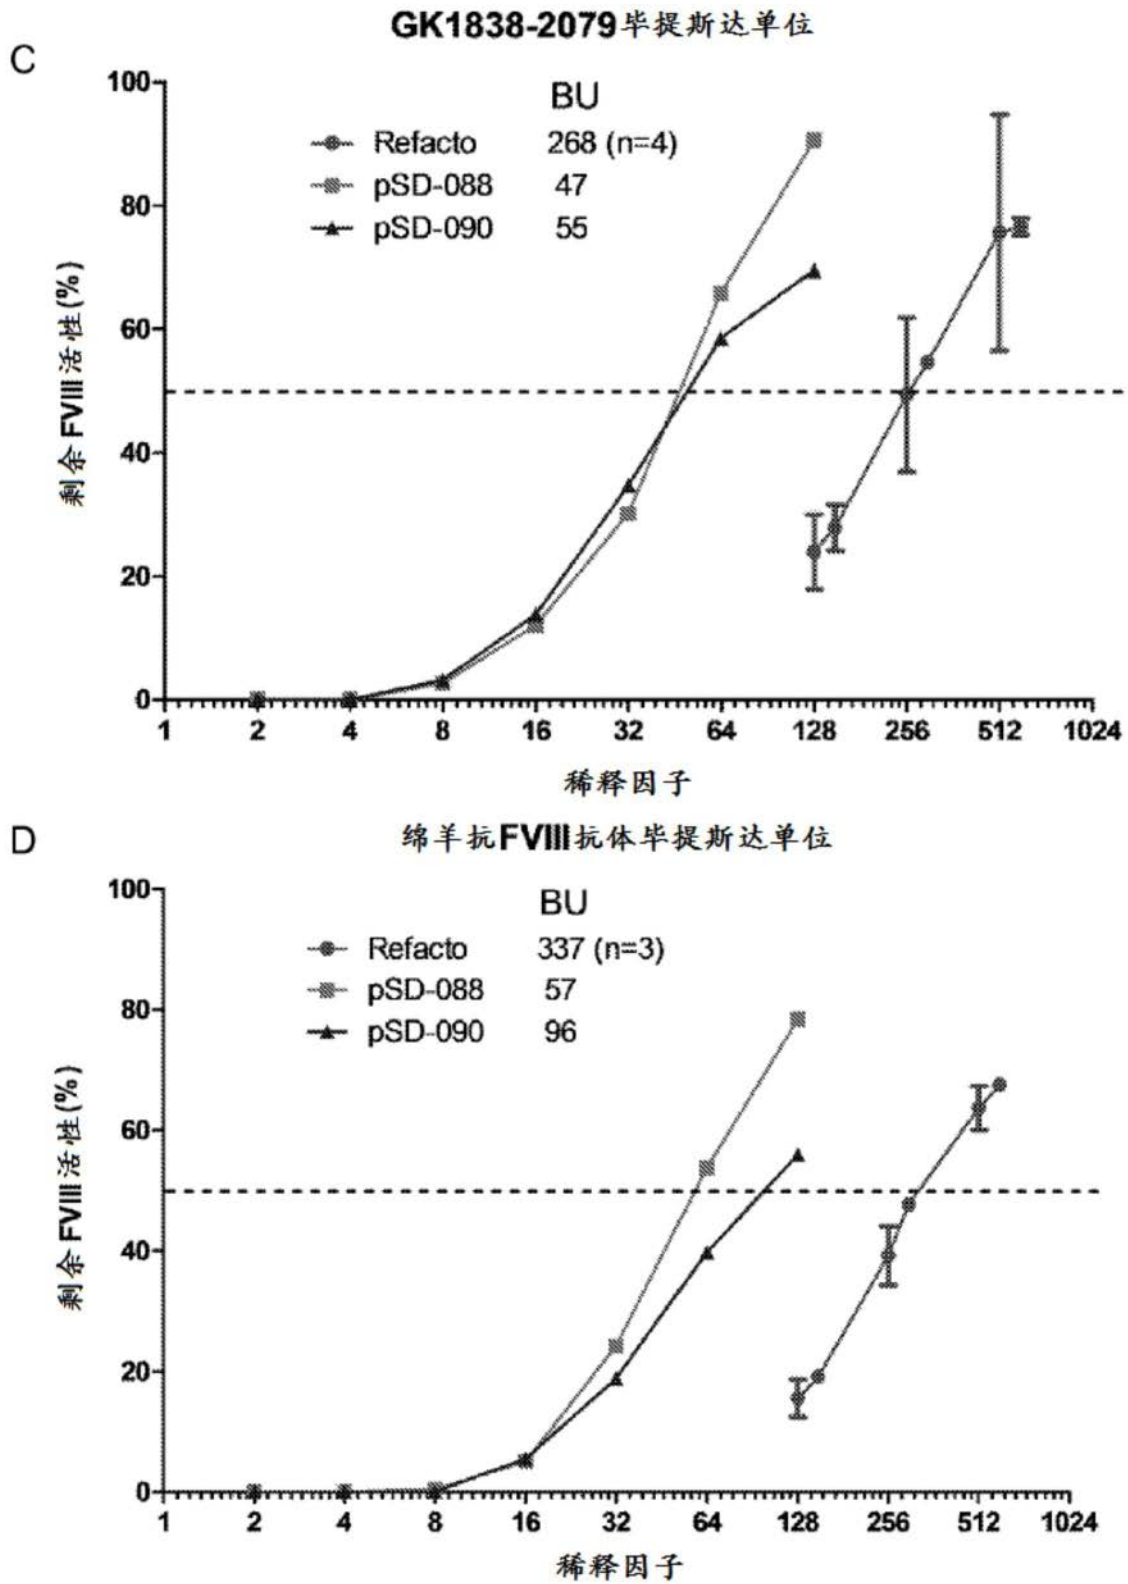 C
GK1838-2079毕提斯达单位
BU
Refacto 268 (n=4)
pSD-088 47
pSD-090 55
剩余FVIII活性(%)
100
80
60
40
20
0
1 2 4 8 16 32 64 128 256 512 1024
稀释因子
D
绵羊抗FVIII抗体毕提斯达单位
BU
Refacto 337 (n=3)
pSD-088 57
pSD-090 96
剩余FVIII活性(%)
100
80
60
40
20
0
1 2 4 8 16 32 64 128 256 512 1024
稀释因子